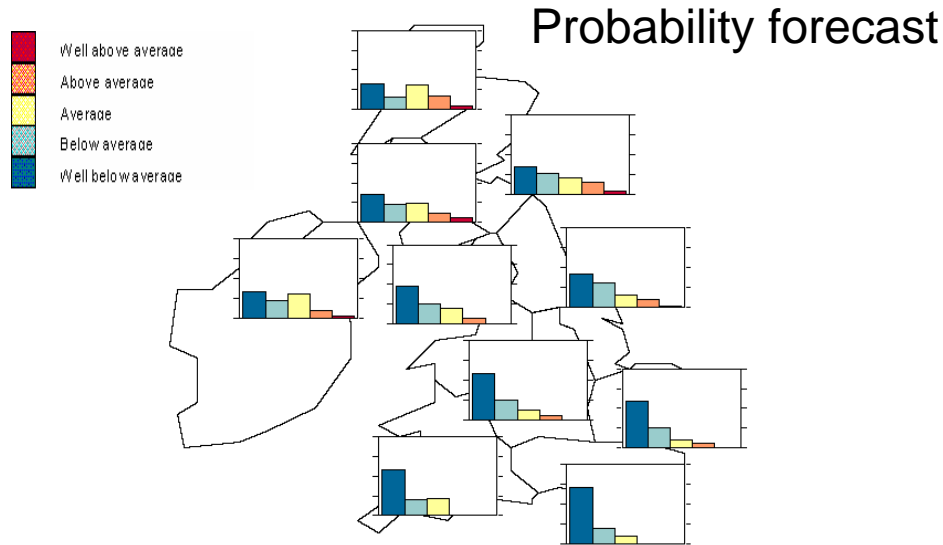 Probability forecast
Well above average
Above average
Average
Below average
Well below average